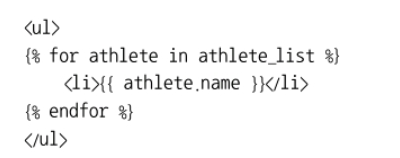 <ul>
{% for athlete in athlete_list %}
    <li>{{ athlete.name }}</li>
{% endfor %}
</ul>